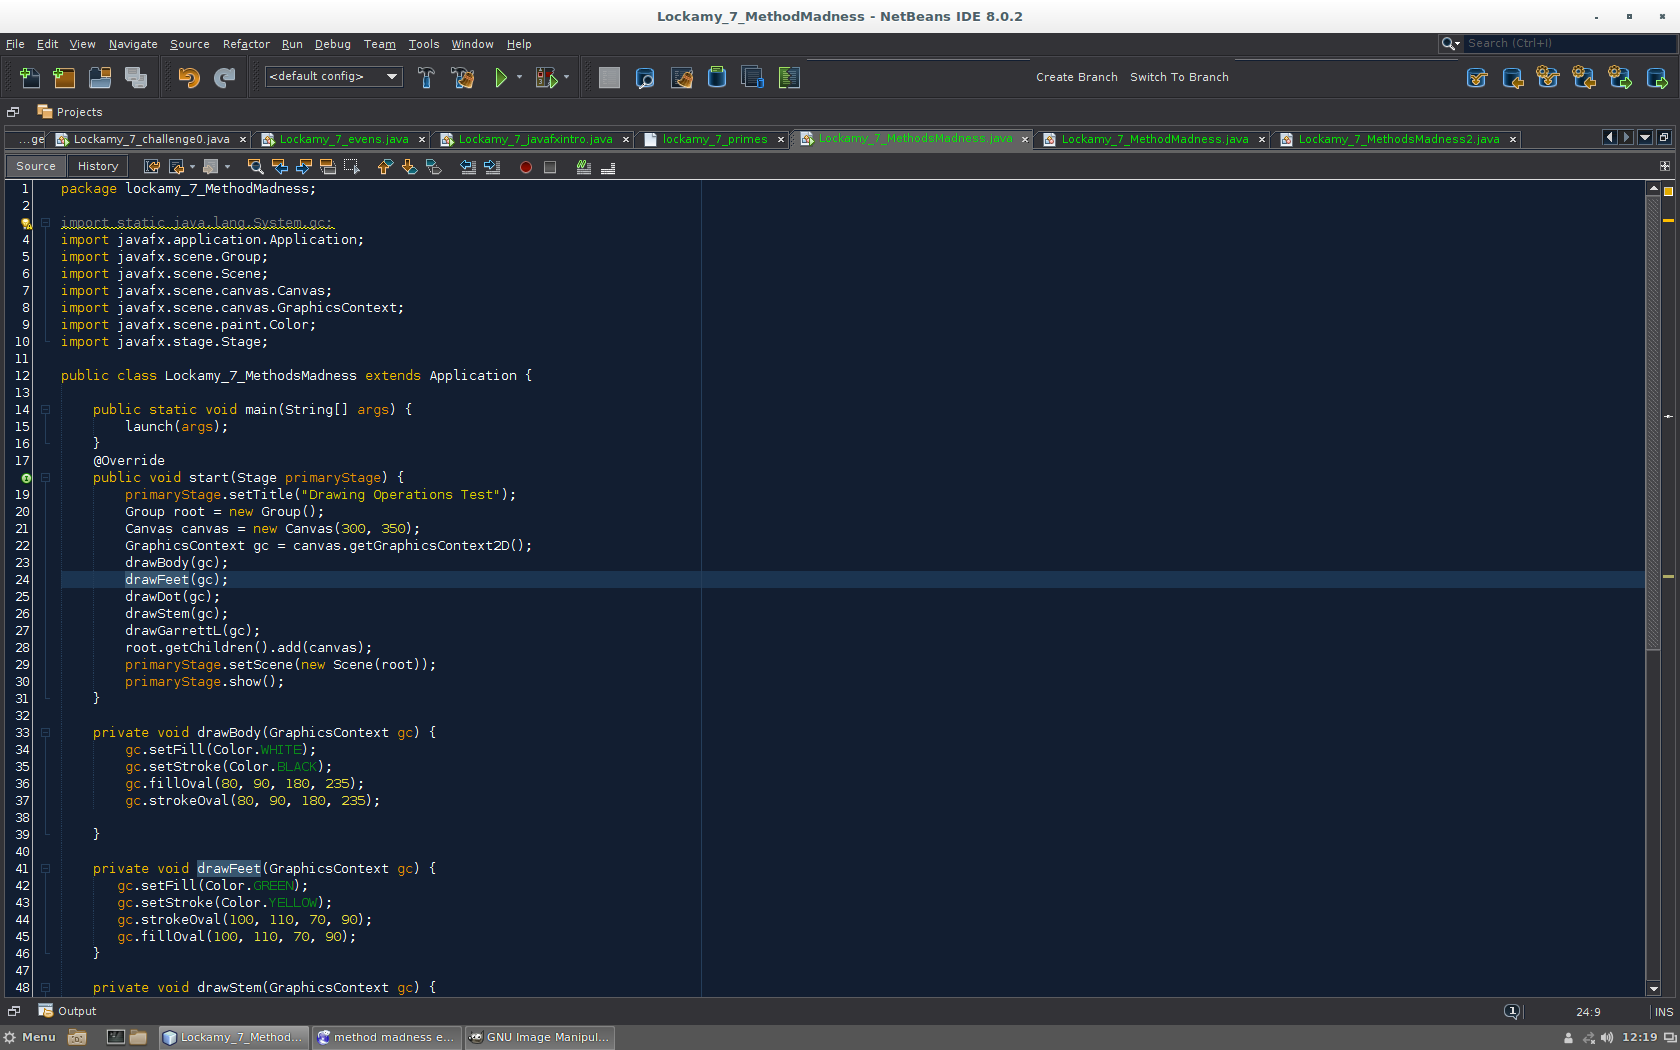 Lockamy_7_MethodMadness - NetBeans IDE 8.0.2
File Edit View Navigate Source Refactor Run Debug Team Tools Window Help
Search (Ctrl+I)
<default config>
Create Branch Switch To Branch
Projects
...ge Lockamy_7_challenge0.java Lockamy_7_evens.java Lockamy_7_javafxintro.java lockamy_7_primes Lockamy_7_MethodsMadness.java Lockamy_7_MethodMadness.java Lockamy_7_MethodsMadness2.java
Source History
1 package lockamy_7_MethodMadness;
2
import static java.lang.System.gc;
4 import javafx.application.Application;
5 import javafx.scene.Group;
6 import javafx.scene.Scene;
7 import javafx.scene.canvas.Canvas;
8 import javafx.scene.canvas.GraphicsContext;
9 import javafx.scene.paint.Color;
10 import javafx.stage.Stage;
11
12 public class Lockamy_7_MethodsMadness extends Application {
13
14 public static void main(String[] args) {
15 launch(args);
16 }
17 @Override
public void start(Stage primaryStage) {
19 primaryStage.setTitle("Drawing Operations Test");
20 Group root = new Group();
21 Canvas canvas = new Canvas(300, 350);
22 GraphicsContext gc = canvas.getGraphicsContext2D();
23 drawBody(gc);
24 drawFeet(gc);
25 drawDot(gc);
26 drawStem(gc);
27 drawGarrettL(gc);
28 root.getChildren().add(canvas);
29 primaryStage.setScene(new Scene(root));
30 primaryStage.show();
31 }
32
33 private void drawBody(GraphicsContext gc) {
34 gc.setFill(Color.WHITE);
35 gc.setStroke(Color.BLACK);
36 gc.fillOval(80, 90, 180, 235);
37 gc.strokeOval(80, 90, 180, 235);
38
39 }
40
41 private void drawFeet(GraphicsContext gc) {
42 gc.setFill(Color.GREEN);
43 gc.setStroke(Color.YELLOW);
44 gc.strokeOval(100, 110, 70, 90);
45 gc.fillOval(100, 110, 70, 90);
46 }
47
48 private void drawStem(GraphicsContext gc) {
Output
1 24:9 INS
Menu Lockamy_7_Method... method madness e... GNU Image Manipul... 12:19